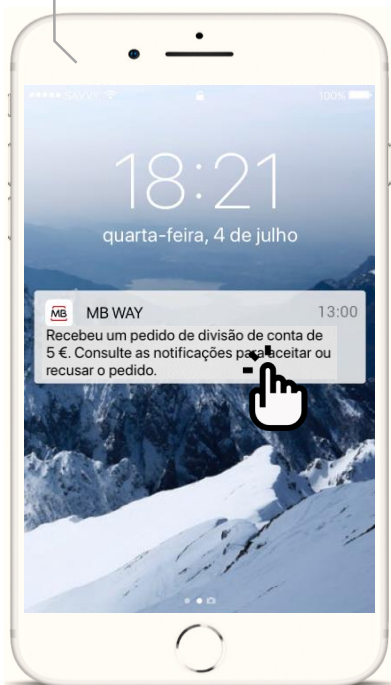 SAVVY
100%
18:21
quarta-feira, 4 de julho
MB
MB WAY
13:00
Recebeu um pedido de divisão de conta de
5 €. Consulte as notificações para aceitar ou
recusar o pedido.